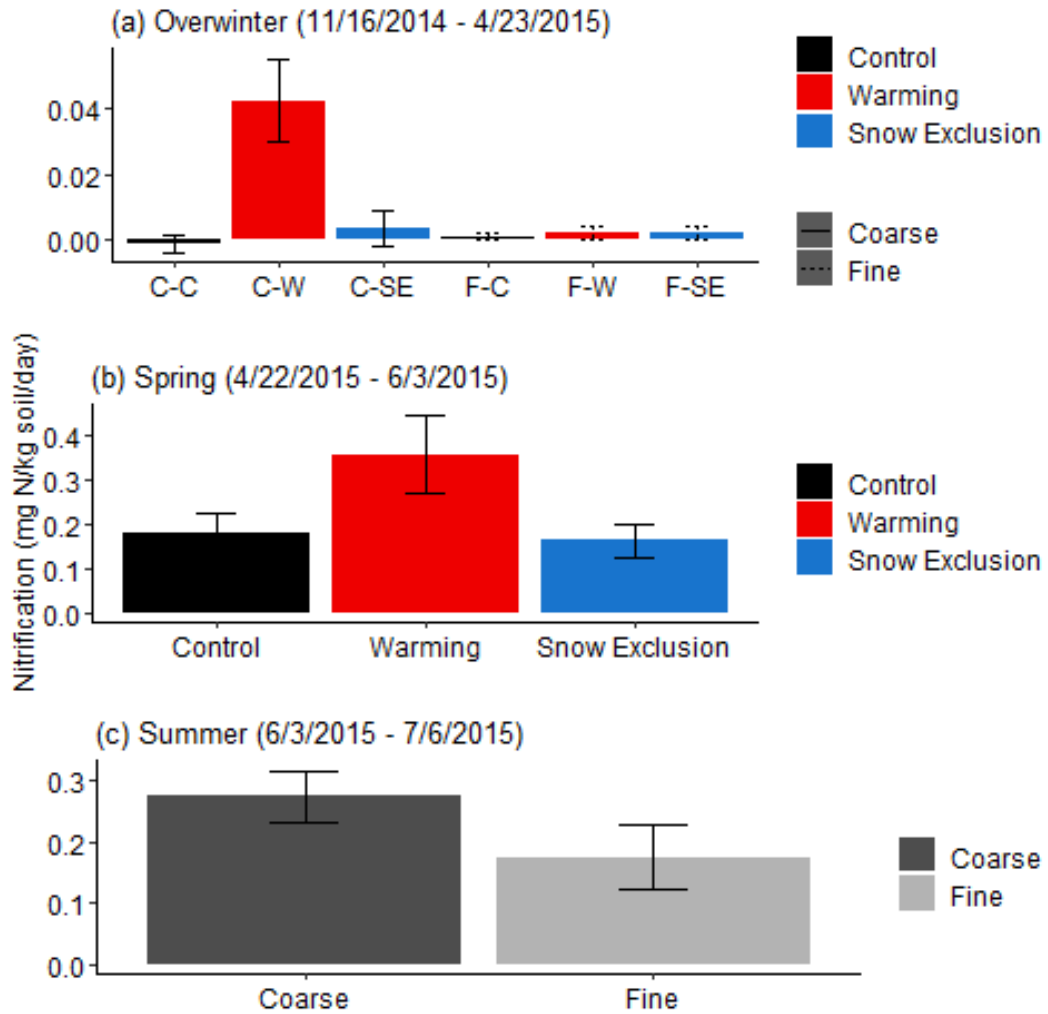 (a) Overwinter (11/16/2014 - 4/23/2015)
0.04
0.02
0.00
C-C C-W C-SE F-C F-W F-SE
Control
Warming
Snow Exclusion
Coarse
Fine
Nitrification (mg N/kg soil/day)
(b) Spring (4/22/2015 - 6/3/2015)
0.4
0.3
0.2
0.1
0.0
Control Warming Snow Exclusion
Control
Warming
Snow Exclusion
(c) Summer (6/3/2015 - 7/6/2015)
0.3
0.2
0.1
0.0
Coarse Fine
Coarse
Fine